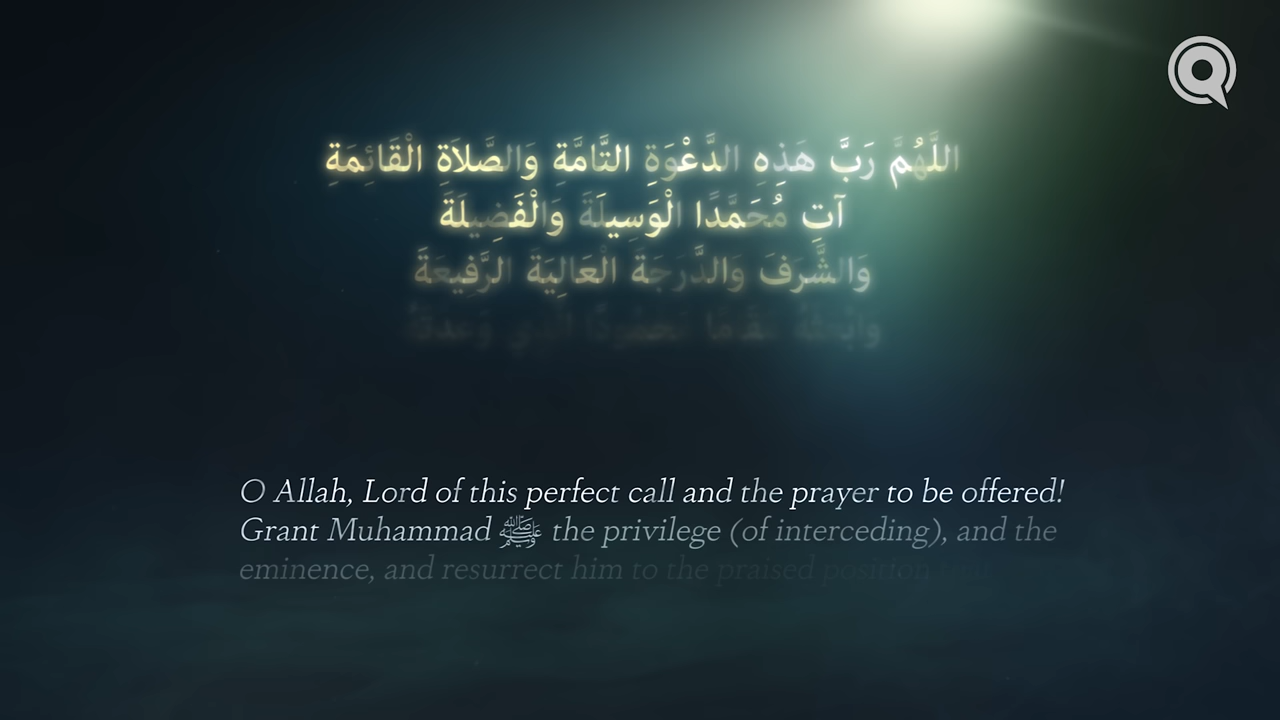 اللَّهُمَّ رَبَّ هَذِهِ الدَّعْوَةِ التَّامَّةِ وَالصَّلاَةِ الْقَائِمَةِ
آتِ مُحَمَّدًا الْوَسِيلَةَ وَالْفَضِيلَةَ
وَالشَّرَفَ وَالدَّرَجَةَ الْعَالِيَةَ الرَّفِيعَةَ
O Allah, Lord of this perfect call and the prayer to be offered!
Grant Muhammad ﷺ the privilege (of interceding), and the
eminence, and resurrect him to the praised position